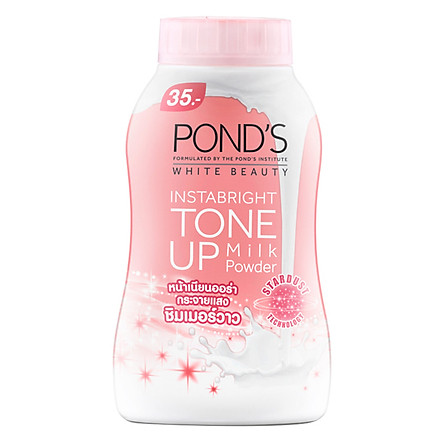 35.-
POND'S
FORMULATED BY THE POND'S INSTITUTE
WHITE BEAUTY
INSTABRIGHT
TONE
UP Milk
Powder
หน้าเนียนออร่า
กระจายแสง
ชิมเมอร์วาว
STARDUST
TECHNOLOGY